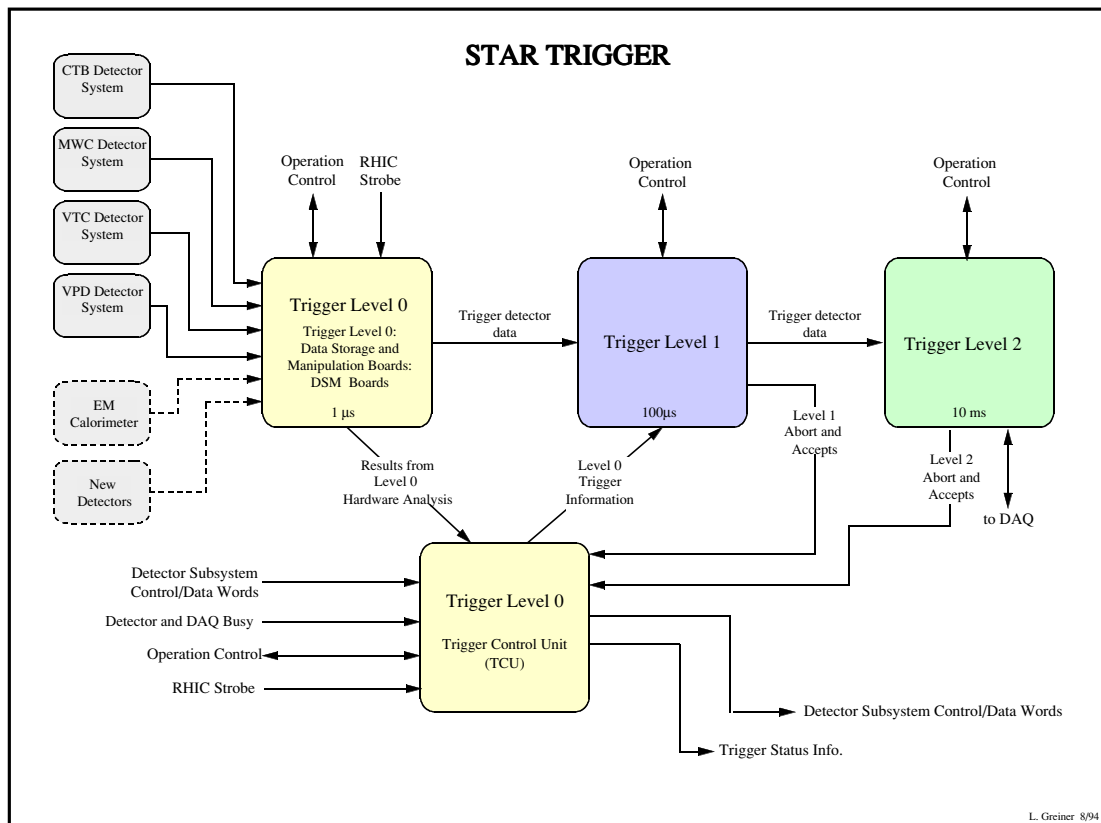 STAR TRIGGER
CTB Detector
System
MWC Detector
System
VTC Detector
System
VPD Detector
System
EM
Calorimeter
New
Detectors
Operation
Control
RHIC
Strobe
Trigger Level 0
Trigger Level 0:
Data Storage and
Manipulation Boards:
DSM Boards
1 µs
Trigger detector
data
Operation
Control
Trigger Level 1
100µs
Trigger detector
data
Operation
Control
Trigger Level 2
10 ms
Results from
Level 0
Hardware Analysis
Level 0
Trigger
Information
Level 1
Abort and
Accepts
Level 2
Abort and
Accepts
to DAQ
Detector Subsystem
Control/Data Words
Detector and DAQ Busy
Operation Control
RHIC Strobe
Trigger Level 0
Trigger Control Unit
(TCU)
Detector Subsystem Control/Data Words
Trigger Status Info.
L. Greiner 8/94